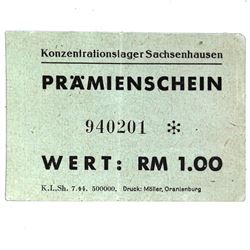 Konzentrationslager Sachsenhausen
PRÄMIENSCHEIN
940201 *
WERT: RM 1.00
K.L.Sh. 7.44. 500000. Druck: Möller, Oranienburg